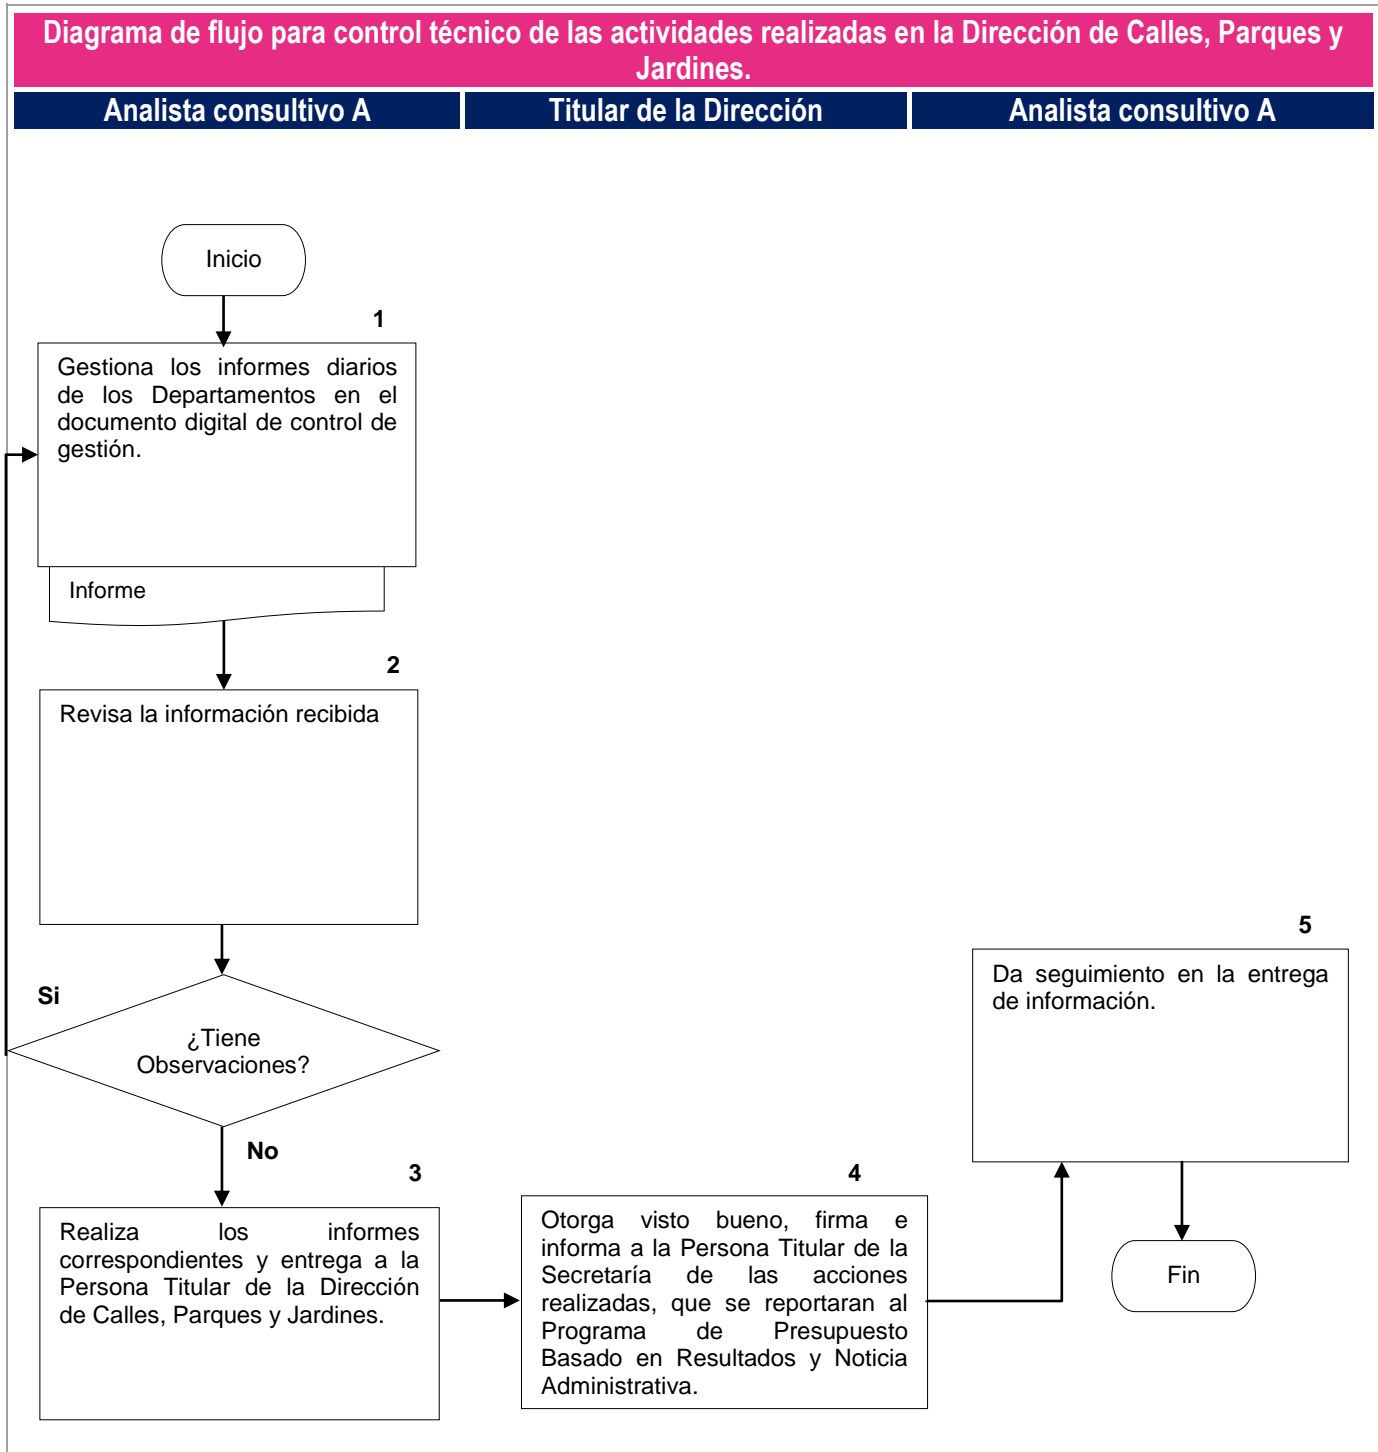 Diagrama de flujo para control técnico de las actividades realizadas en la Dirección de Calles, Parques y
Jardines.
Analista consultivo A
Titular de la Dirección
Analista consultivo A
Inicio
1
Gestiona los informes diarios
de los Departamentos en el
documento digital de control de
gestión.
Informe
2
Revisa la información recibida
Si
¿Tiene
Observaciones?
No
3
Realiza los informes
correspondientes y entrega a la
Persona Titular de la Dirección
de Calles, Parques y Jardines.
4
Otorga visto bueno, firma e
informa a la Persona Titular de la
Secretaría de las acciones
realizadas, que se reportaran al
Programa de Presupuesto
Basado en Resultados y Noticia
Administrativa.
5
Da seguimiento en la entrega
de información.
Fin